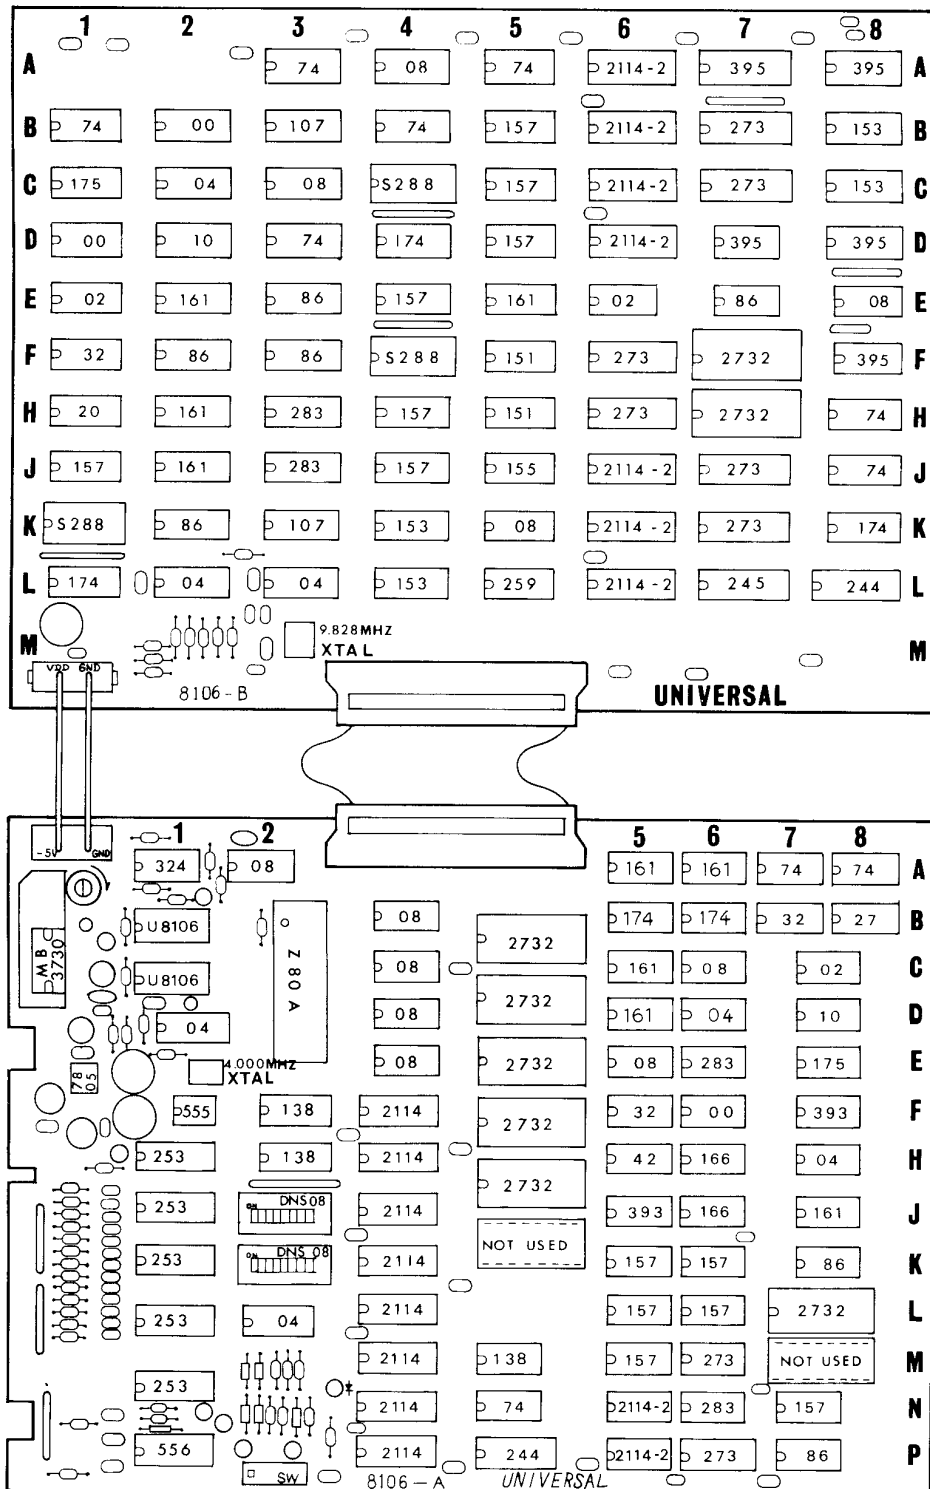 1 2 3 4 5 6 7 8
A 74 08 74 2114-2 395 395 A
B 74 00 107 74 157 2114-2 273 153 B
C 175 04 08 S288 157 2114-2 273 153 C
D 00 10 74 174 157 2114-2 395 395 D
E 02 161 86 157 161 02 86 08 E
F 32 86 86 S288 151 273 2732 395 F
H 20 161 283 157 151 273 2732 74 H
J 157 161 283 157 155 2114-2 273 74 J
K S288 86 107 153 08 2114-2 273 174 K
L 174 04 04 153 259 2114-2 245 244 L
M 9.828MHZ M
XTAL
VDD GND
8106-B UNIVERSAL
1 2 5 6 7 8
-5V GND
324 08 161 161 74 74 A
U8106 08 2732 174 174 32 27 B
MB 3730
Z80A
U8106 08 2732 161 08 02 C
04 08 161 04 10 D
78 05
4.000MHZ
XTAL
08 2732 08 283 175 E
555 138 2114 2732 32 00 393 F
253 138 2114 2732 42 166 04 H
253 ON DNS08 2114 393 166 161 J
253 ON DNS 08 2114 NOT USED 157 157 86 K
253 04 2114 157 157 2732 L
2114 138 157 273 NOT USED M
253 2114 74 2114-2 283 157 N
556 SW 2114 244 2114-2 273 86 P
8106-A UNIVERSAL